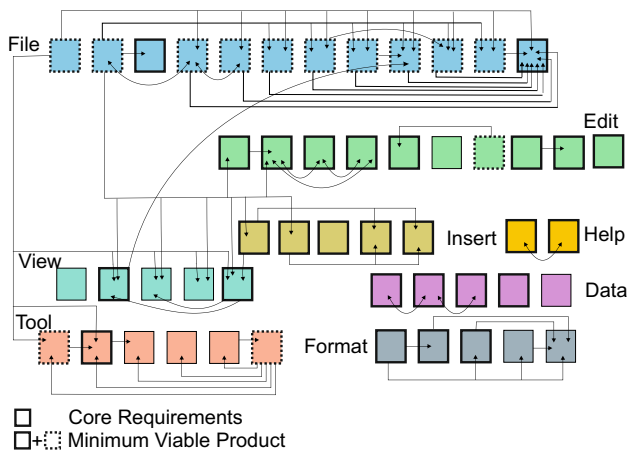 File
Edit
Insert
Help
View
Data
Tool
Format
Core Requirements
+ Minimum Viable Product